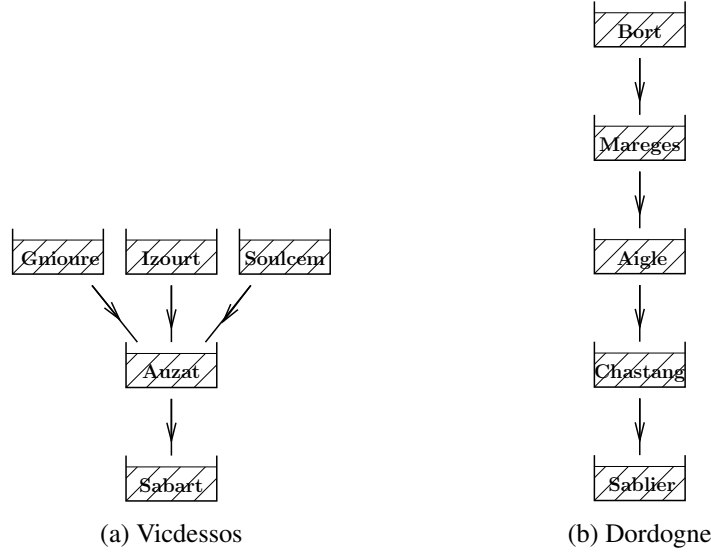 Bort
Mareges
Gnioure Izourt Soulcem
Aigle
Auzat
Chastang
Sabart
Sablier
(a) Vicdessos
(b) Dordogne